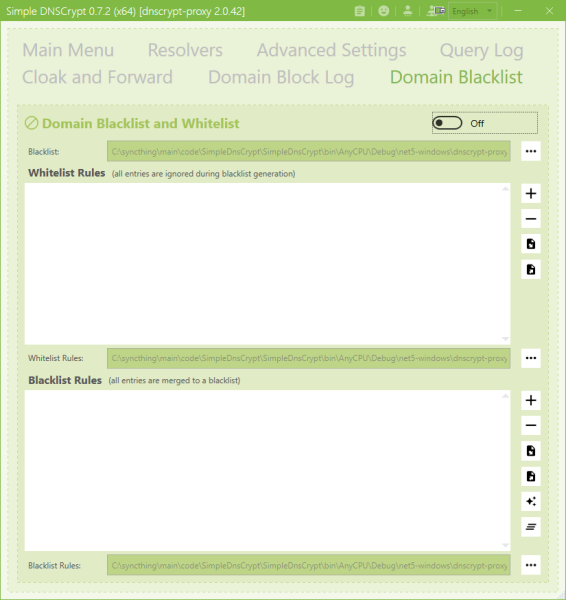 Simple DNSCrypt 0.7.2 (x64) [dnscrypt-proxy 2.0.42]
English
Main Menu Resolvers Advanced Settings Query Log
Cloak and Forward Domain Block Log Domain Blacklist
Domain Blacklist and Whitelist Off
Blacklist: C:\syncthing\main\code\SimpleDnsCrypt\SimpleDnsCrypt\bin\AnyCPU\Debug\net5-windows\dnscrypt-proxy
Whitelist Rules (all entries are ignored during blacklist generation)
Whitelist Rules: C:\syncthing\main\code\SimpleDnsCrypt\SimpleDnsCrypt\bin\AnyCPU\Debug\net5-windows\dnscrypt-proxy
Blacklist Rules (all entries are merged to a blacklist)
Blacklist Rules: C:\syncthing\main\code\SimpleDnsCrypt\SimpleDnsCrypt\bin\AnyCPU\Debug\net5-windows\dnscrypt-proxy